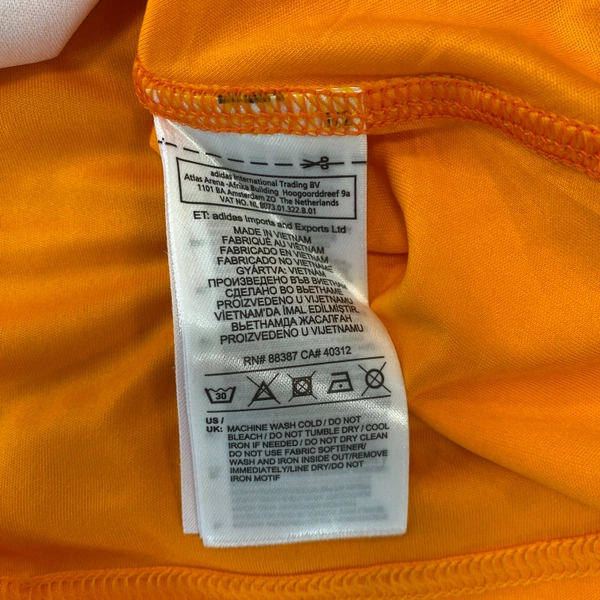 adidas International Trading BV
Atlas Arena -Afrika Building Hoogoorddreef 9a
1101 BA Amsterdam ZO The Netherlands
VAT NO. NL 8073.01.322.B.01
ET: adidas Imports and Exports Ltd
MADE IN VIETNAM
FABRIQUÉ AU VIÊTNAM
FABRICADO EN VIETNAM
FABRICADO NO VIETNAM
GYÁRTVA: VIETNAM
ПРОИЗВЕДЕНО ВЪВ ВИЕТНАМ
СДЕЛАНО ВО ВЬЕТНАМЕ
PROIZVEDENO U VIJETNAMU
VIETNAM'DA İMAL EDİLMİŞTİR.
ВЬЕТНАМДА ЖАСАЛҒАН
PROIZVEDENO U VIJETNAMU
RN# 88387 CA# 40312
30
US / UK: MACHINE WASH COLD / DO NOT
BLEACH / DO NOT TUMBLE DRY / COOL
IRON IF NEEDED / DO NOT DRY CLEAN
DO NOT USE FABRIC SOFTENER/
WASH AND IRON INSIDE OUT/REMOVE
IMMEDIATELY/LINE DRY/DO NOT
IRON MOTIF